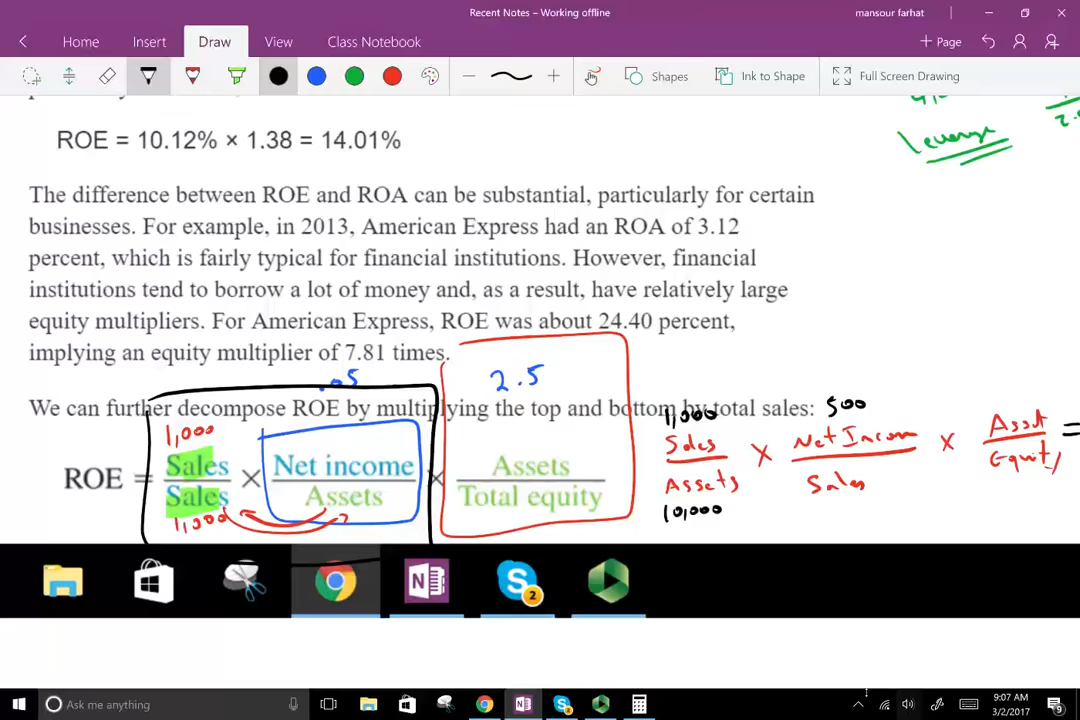 Recent Notes – Working offline
mansour farhat
Home Insert Draw View Class Notebook
+ Page
Shapes Ink to Shape Full Screen Drawing
leverage
ROE = 10.12% × 1.38 = 14.01%
The difference between ROE and ROA can be substantial, particularly for certain
businesses. For example, in 2013, American Express had an ROA of 3.12
percent, which is fairly typical for financial institutions. However, financial
institutions tend to borrow a lot of money and, as a result, have relatively large
equity multipliers. For American Express, ROE was about 24.40 percent,
implying an equity multiplier of 7.81 times.
.05 2.5
We can further decompose ROE by multiplying the top and bottom by total sales:
1,000 500
1,000
Sales × Net Income × Asset =
Assets Sales Equity
10,000
Sales × Net income × Assets
ROE =
Sales Assets Total equity
1,000
2
Ask me anything
9:07 AM
3/2/2017
9